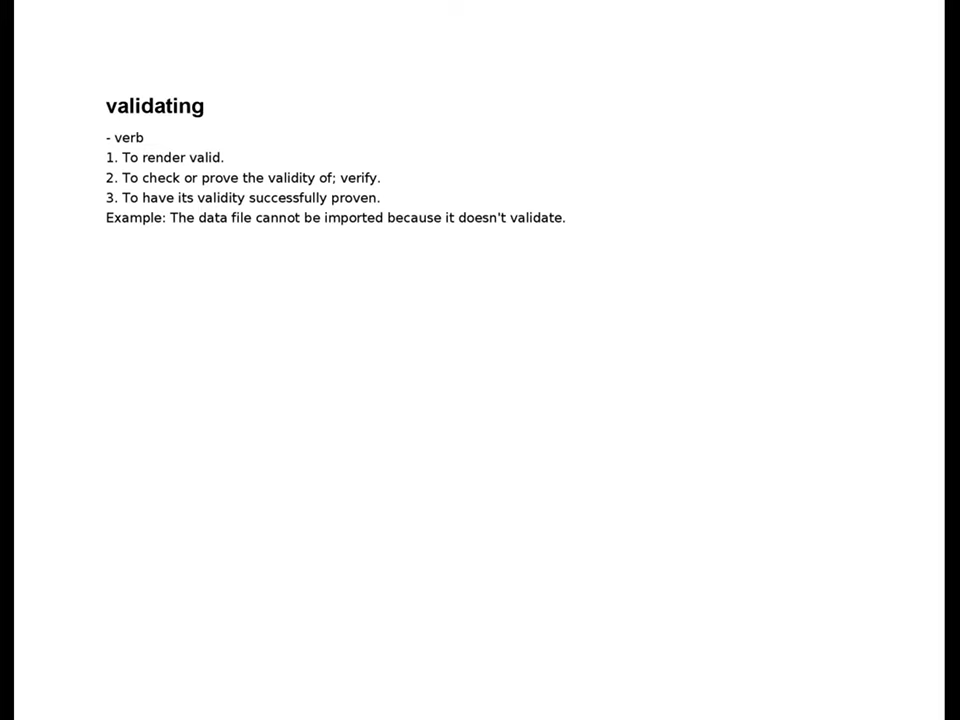 validating
- verb
1. To render valid.
2. To check or prove the validity of; verify.
3. To have its validity successfully proven.
Example: The data file cannot be imported because it doesn't validate.